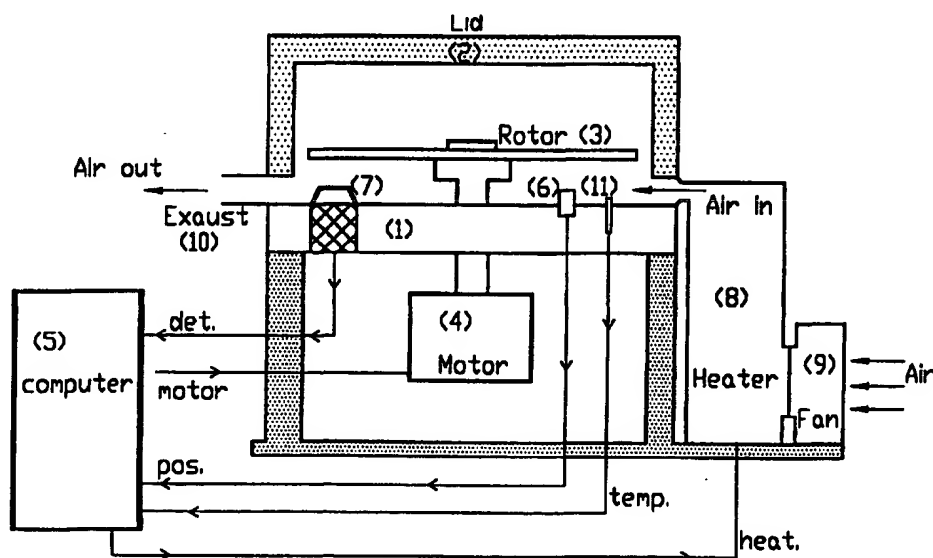 Lid
(2)
Rotor (3)
Air out
(7)
(6) (11)
Air in
Exaust
(10)
(1)
(8)
(5)
computer
det.
motor
(4)
Motor
Heater
(9)
Air
Fan
pos.
temp.
heat.